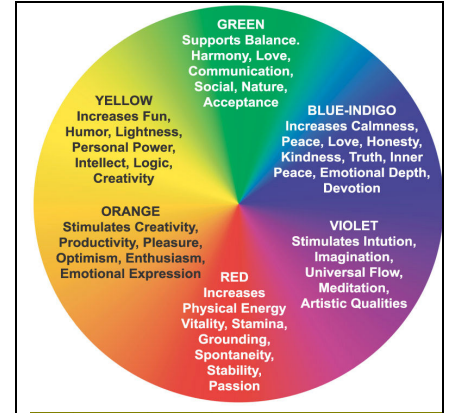 GREEN
Supports Balance.
Harmony, Love,
Communication,
Social, Nature,
Acceptance
YELLOW
Increases Fun,
Humor, Lightness,
Personal Power,
Intellect, Logic,
Creativity
BLUE-INDIGO
Increases Calmness,
Peace, Love, Honesty,
Kindness, Truth, Inner
Peace, Emotional Depth,
Devotion
ORANGE
Stimulates Creativity,
Productivity, Pleasure,
Optimism, Enthusiasm,
Emotional Expression
VIOLET
Stimulates Intution,
Imagination,
Universal Flow,
Meditation,
Artistic Qualities
RED
Increases
Physical Energy
Vitality, Stamina,
Grounding,
Spontaneity,
Stability,
Passion